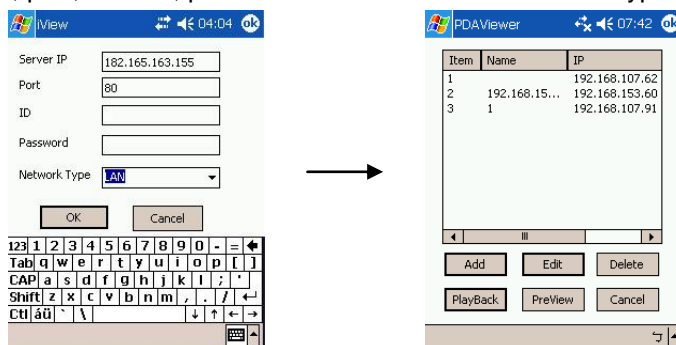 iView 04:04 ok
Server IP 182.165.163.155
Port 80
ID
Password
Network Type LAN
OK Cancel
123 1 2 3 4 5 6 7 8 9 0 - =
Tab q w e r t y u i o p [ ]
CAP a s d f g h j k l ; '
Shift z x c v b n m , . /
Ctl áü ` \
PDAViewer 07:42 ok
Item Name IP
1 192.168.107.62
2 192.168.15... 192.168.153.60
3 1 192.168.107.91
Add Edit Delete
PlayBack PreView Cancel